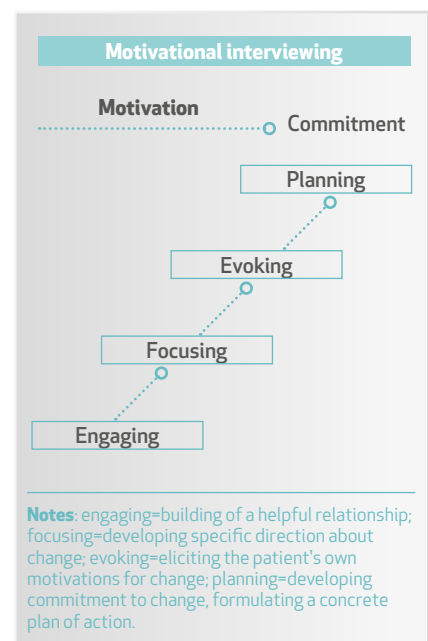 Motivational interviewing
Motivation
Commitment
Planning
Evoking
Focusing
Engaging
Notes: engaging=building of a helpful relationship;
focusing=developing specific direction about
change; evoking=eliciting the patient's own
motivations for change; planning=developing
commitment to change, formulating a concrete
plan of action.